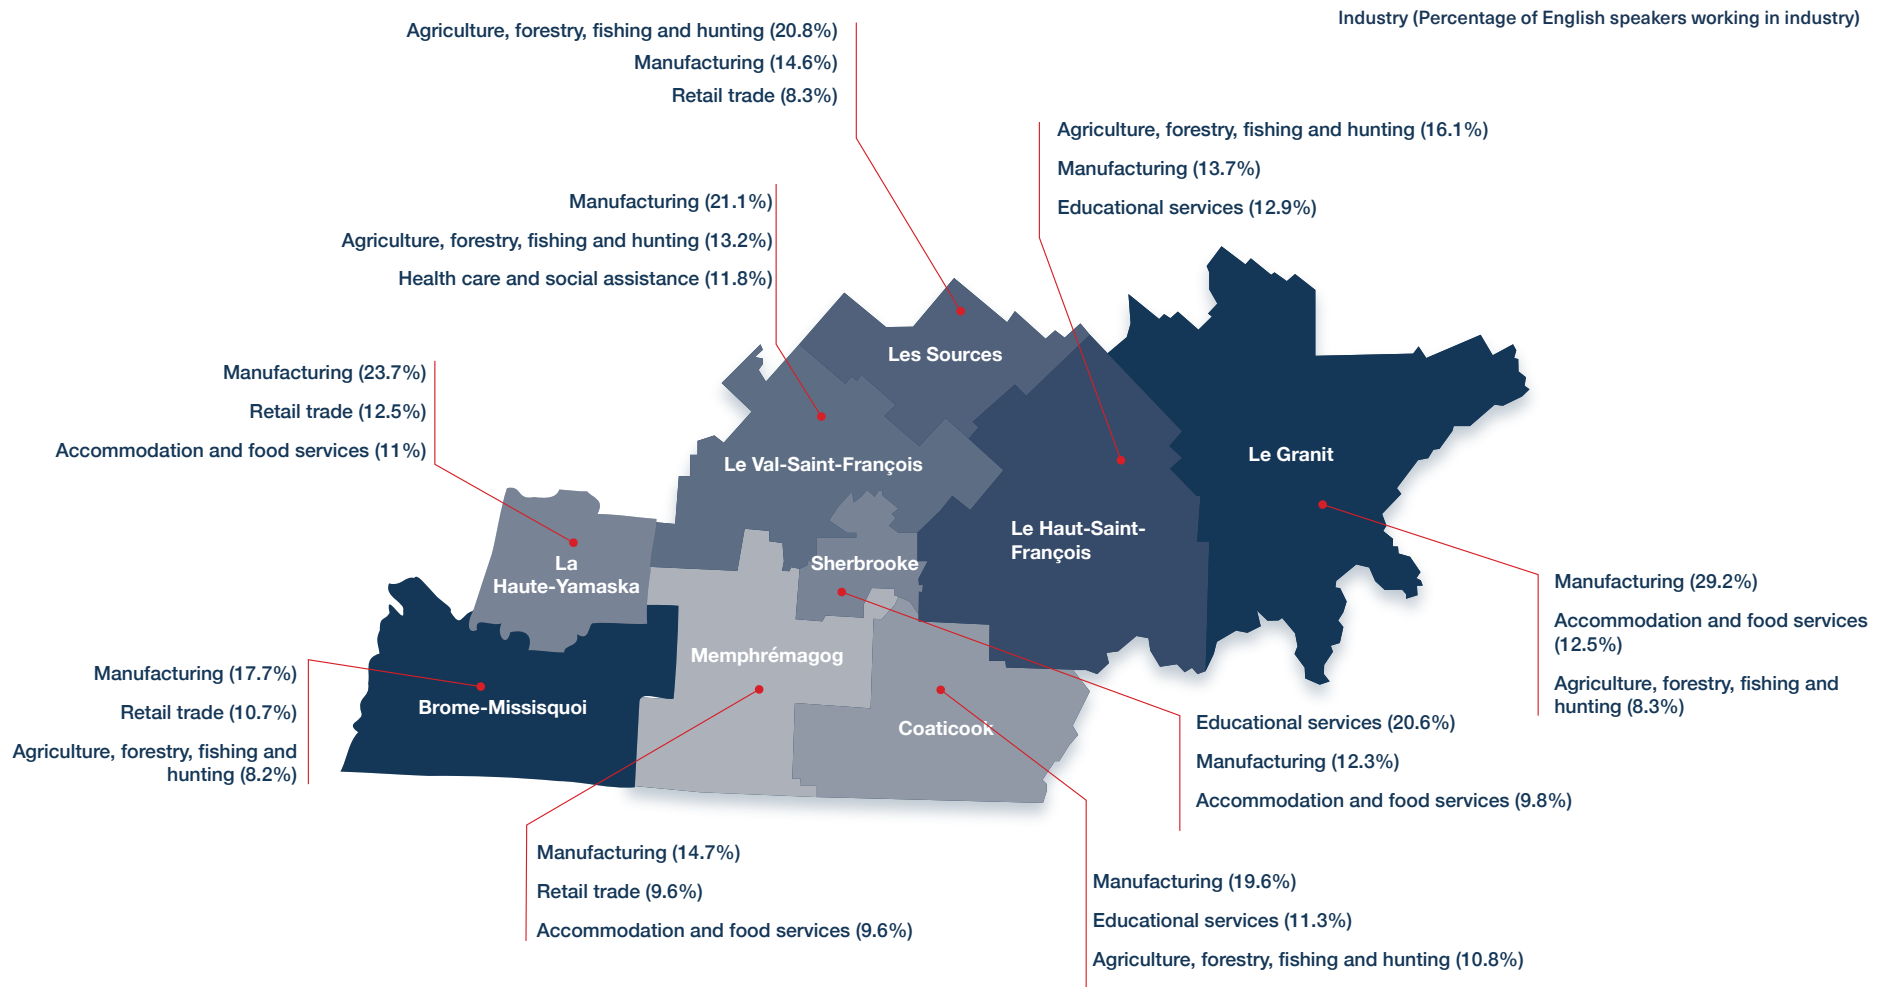 Industry (Percentage of English speakers working in industry)
Agriculture, forestry, fishing and hunting (20.8%)
Manufacturing (14.6%)
Retail trade (8.3%)
Agriculture, forestry, fishing and hunting (16.1%)
Manufacturing (13.7%)
Educational services (12.9%)
Manufacturing (21.1%)
Agriculture, forestry, fishing and hunting (13.2%)
Health care and social assistance (11.8%)
Manufacturing (23.7%)
Retail trade (12.5%)
Accommodation and food services (11%)
Les Sources
Le Val-Saint-François
Le Granit
Le Haut-Saint-
François
Sherbrooke
La
Haute-Yamaska
Memphrémagog
Brome-Missisquoi
Coaticook
Manufacturing (29.2%)
Accommodation and food services
(12.5%)
Agriculture, forestry, fishing and
hunting (8.3%)
Manufacturing (17.7%)
Retail trade (10.7%)
Agriculture, forestry, fishing and
hunting (8.2%)
Educational services (20.6%)
Manufacturing (12.3%)
Accommodation and food services (9.8%)
Manufacturing (14.7%)
Retail trade (9.6%)
Accommodation and food services (9.6%)
Manufacturing (19.6%)
Educational services (11.3%)
Agriculture, forestry, fishing and hunting (10.8%)